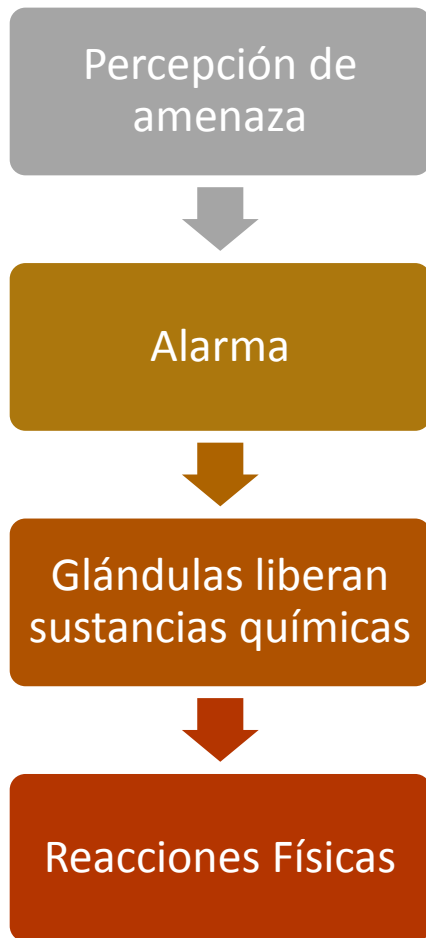 Percepción de
amenaza
Alarma
Glándulas liberan
sustancias químicas
Reacciones Físicas